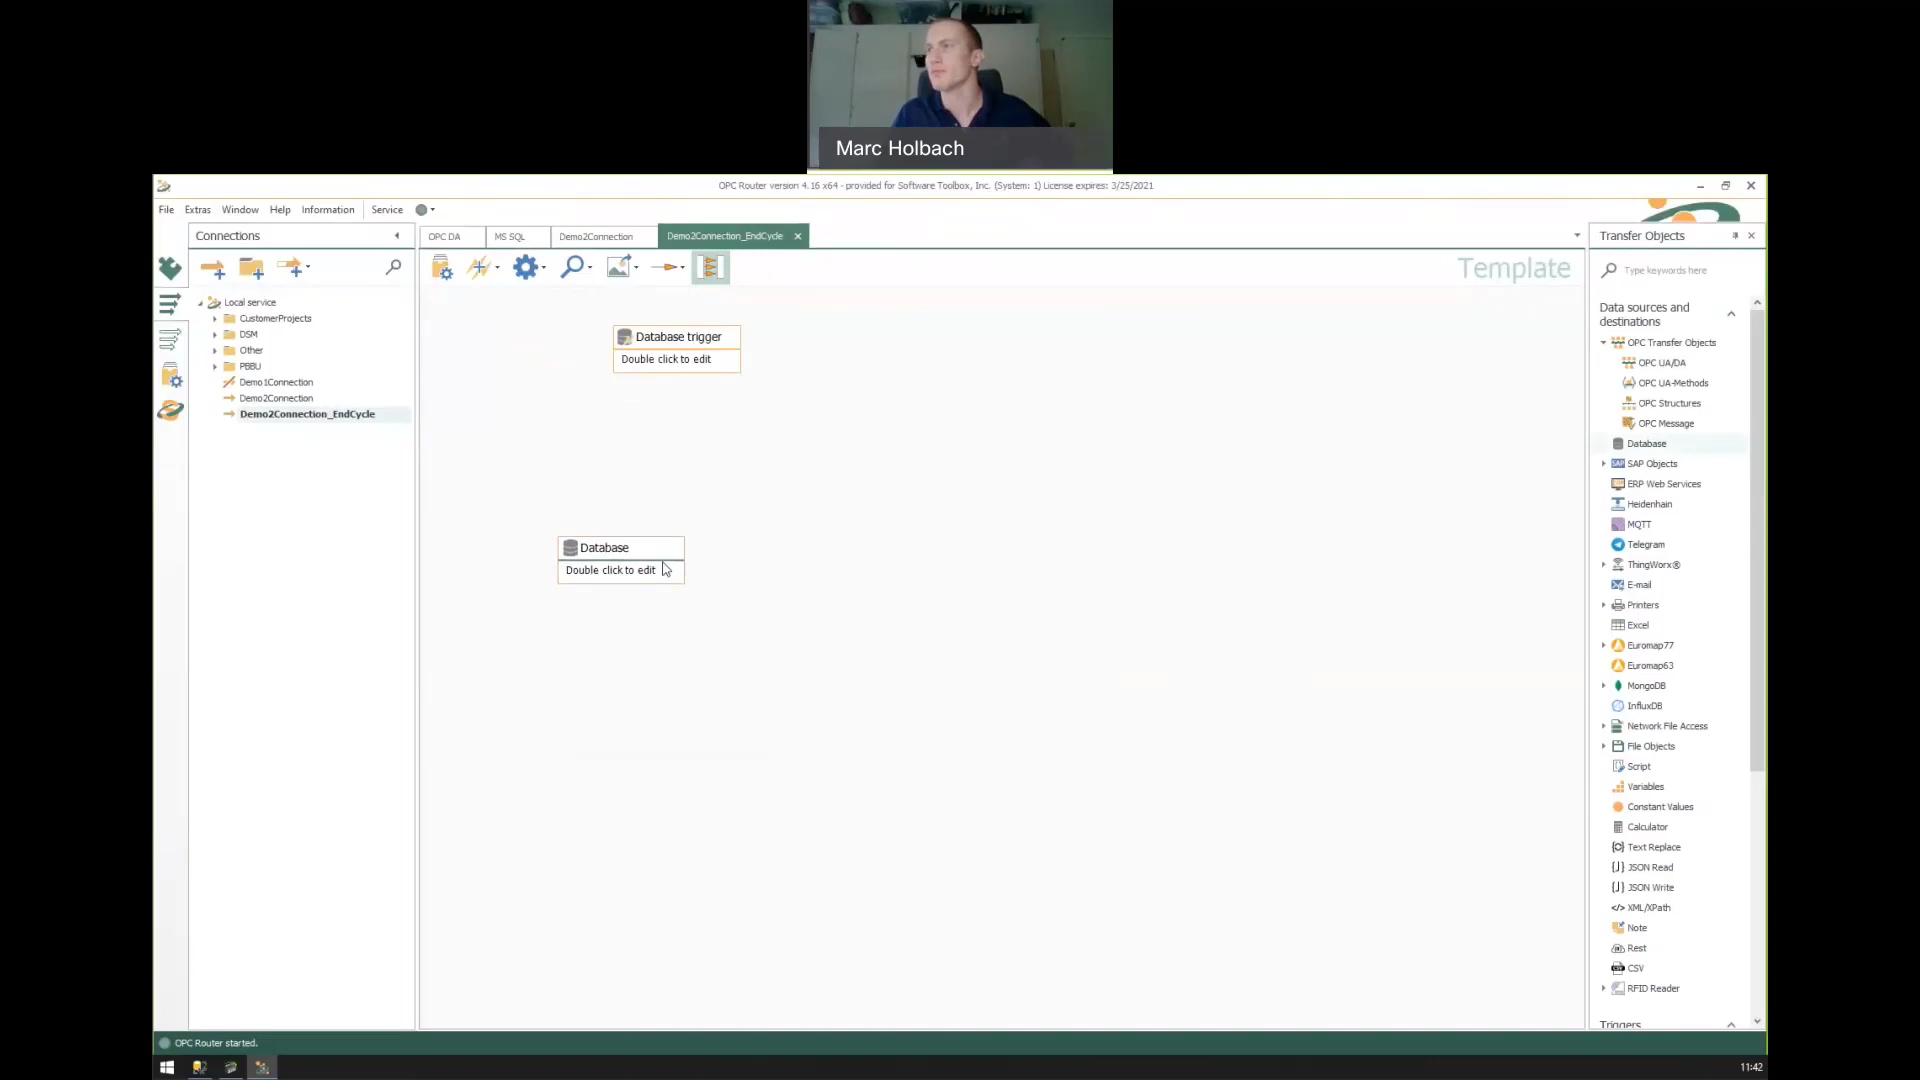 Marc Holbach
OPC Router version 4.16 x64 - provided for Software Toolbox, Inc. (System: 1) License expires: 3/25/2021
File Extras Window Help Information Service
Connections
OPC DA MS SQL Demo2Connection Demo2Connection_EndCycle
Transfer Objects
Template
Type keywords here
Local service
CustomerProjects
DSM
Other
PBBU
Demo1Connection
Demo2Connection
Demo2Connection_EndCycle
Database trigger
Double click to edit
Database
Double click to edit
Data sources and
destinations
OPC Transfer Objects
OPC UA/DA
OPC UA-Methods
OPC Structures
OPC Message
Database
SAP SAP Objects
ERP Web Services
Heidenhain
MQTT
Telegram
ThingWorx®
E-mail
Printers
Excel
Euromap77
Euromap63
MongoDB
InfluxDB
Network File Access
File Objects
Script
Variables
Constant Values
Calculator
Text Replace
JSON Read
JSON Write
XML/XPath
Note
Rest
CSV
RFID Reader
Triggers
OPC Router started.
11:42